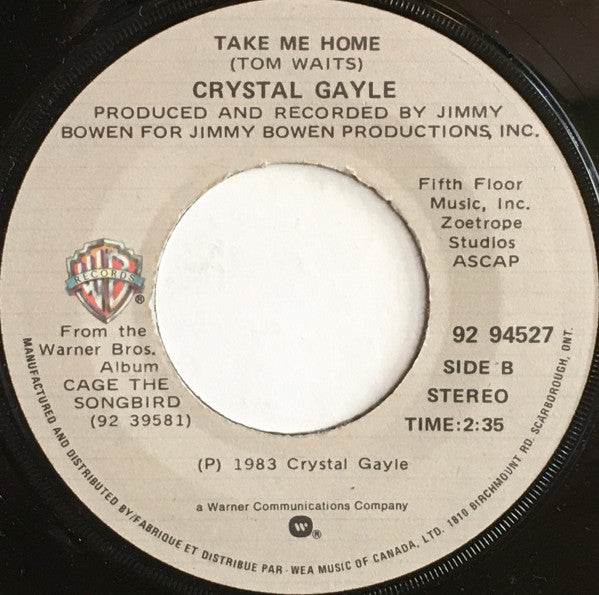 TAKE ME HOME
(TOM WAITS)
CRYSTAL GAYLE
PRODUCED AND RECORDED BY JIMMY
BOWEN FOR JIMMY BOWEN PRODUCTIONS, INC.
Fifth Floor
Music, Inc.
Zoetrope
Studios
ASCAP
RECORDS
®
From the
Warner Bros.
Album
CAGE THE
SONGBIRD
(92 39581)
92 94527
SIDE B
STEREO
TIME:2:35
(P) 1983 Crystal Gayle
a Warner Communications Company
®
MANUFACTURED AND DISTRIBUTED BY/FABRIQUE ET DISTRIBUE PAR - WEA MUSIC OF CANADA, LTD. 1810 BIRCHMOUNT RD. SCARBOROUGH, ONT.